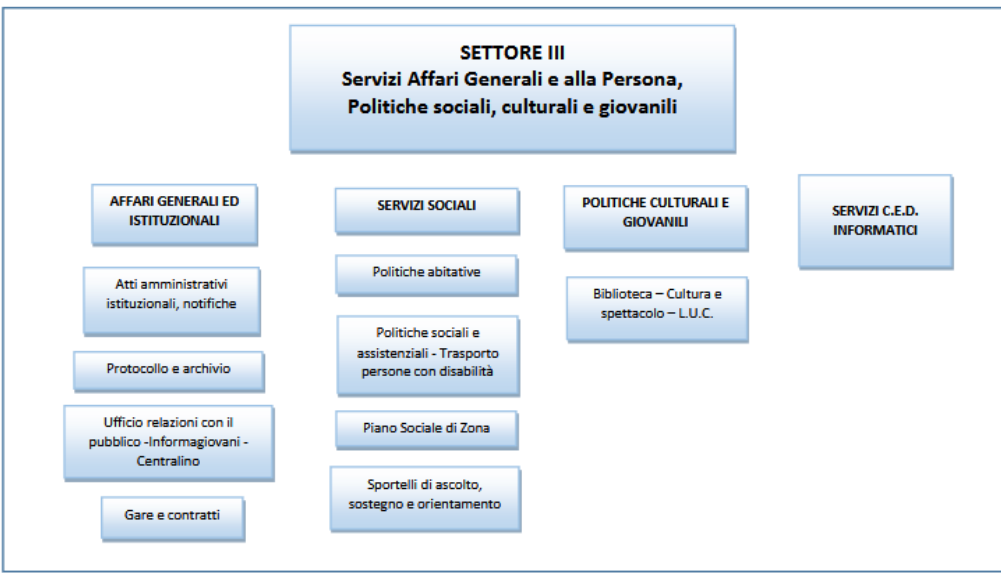 SETTORE III
Servizi Affari Generali e alla Persona,
Politiche sociali, culturali e giovanili
AFFARI GENERALI ED
ISTITUZIONALI
Atti amministrativi
istituzionali, notifiche
Protocollo e archivio
Ufficio relazioni con il
pubblico -Informagiovani -
Centralino
Gare e contratti
SERVIZI SOCIALI
Politiche abitative
Politiche sociali e
assistenziali - Trasporto
persone con disabilità
Piano Sociale di Zona
Sportelli di ascolto,
sostegno e orientamento
POLITICHE CULTURALI E
GIOVANILI
Biblioteca – Cultura e
spettacolo – L.U.C.
SERVIZI C.E.D.
INFORMATICI